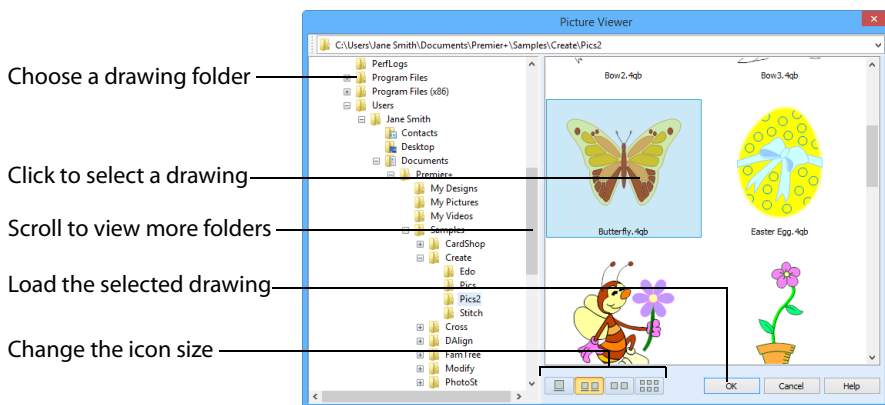 Picture Viewer
C:\Users\Jane Smith\Documents\Premier+\Samples\Create\Pics2
Choose a drawing folder
Click to select a drawing
Scroll to view more folders
Load the selected drawing
Change the icon size
PerfLogs
Program Files
Program Files (x86)
Users
Jane Smith
Contacts
Desktop
Documents
Premier+
My Designs
My Pictures
My Videos
Samples
CardShop
Create
Edo
Pics
Pics2
Stitch
Cross
DAlign
FamTree
Modify
PhotoSt
Bow2.4qb
Bow3.4qb
Butterfly.4qb
Easter Egg.4qb
OK
Cancel
Help